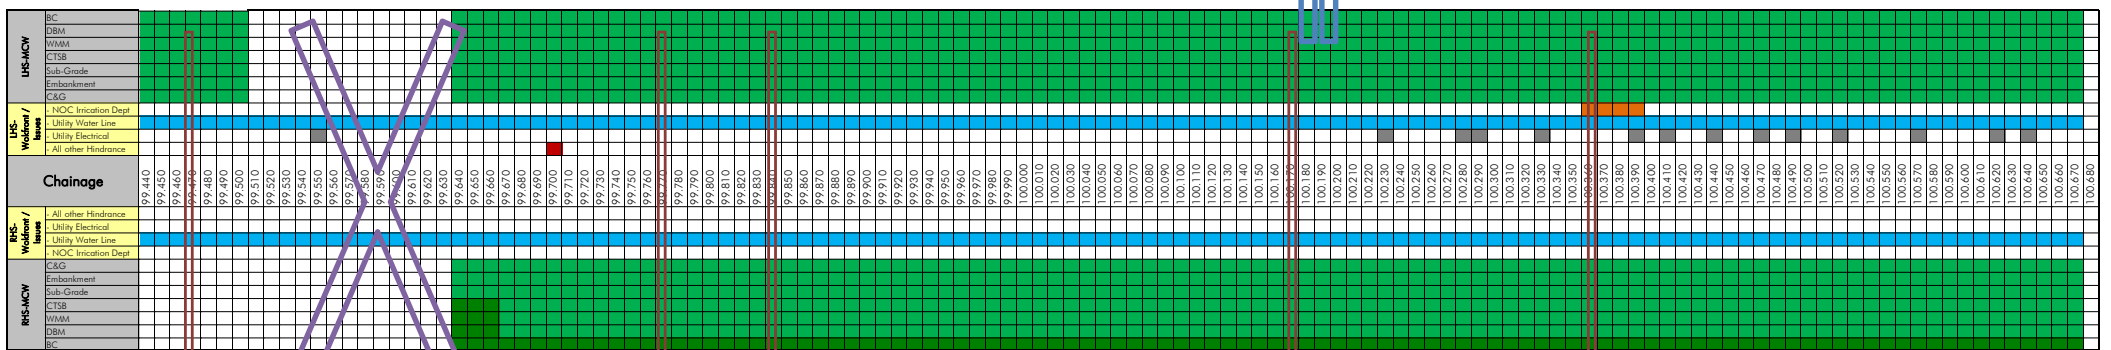 LHS-MCW
BC
DBM
WMM
CTSB
Sub-Grade
Embankment
C&G
LHS-
Wokfront /
Issues
- NOC Irrication Dept
- Utility Water Line
- Utility Electrical
- All other Hindrance
Chainage
99.440 99.450 99.460 99.470 99.480 99.490 99.500 99.510 99.520 99.530 99.540 99.550 99.560 99.570 99.580 99.590 99.610 99.620 99.630 99.640 99.650 99.660 99.670 99.680 99.690 99.700 99.710 99.720 99.730 99.740 99.750 99.760 99.770 99.780 99.790 99.800 99.810 99.820 99.830 99.850 99.860 99.870 99.880 99.890 99.900 99.910 99.920 99.930 99.940 99.950 99.960 99.970 99.980 99.990 100.000 100.010 100.020 100.030 100.040 100.050 100.060 100.070 100.080 100.090 100.100 100.110 100.120 100.130 100.140 100.150 100.160 100.170 100.180 100.190 100.200 100.210 100.220 100.230 100.240 100.250 100.260 100.270 100.280 100.290 100.300 100.310 100.320 100.330 100.340 100.350 100.360 100.370 100.380 100.390 100.400 100.410 100.420 100.430 100.440 100.450 100.460 100.470 100.480 100.490 100.500 100.510 100.520 100.530 100.540 100.550 100.560 100.570 100.580 100.590 100.600 100.610 100.620 100.630 100.640 100.650 100.660 100.670 100.680
RHS-
Wokfront /
Issues
- All other Hindrance
- Utility Electrical
- Utility Water Line
- NOC Irrication Dept
RHS-MCW
C&G
Embankment
Sub-Grade
CTSB
WMM
DBM
BC